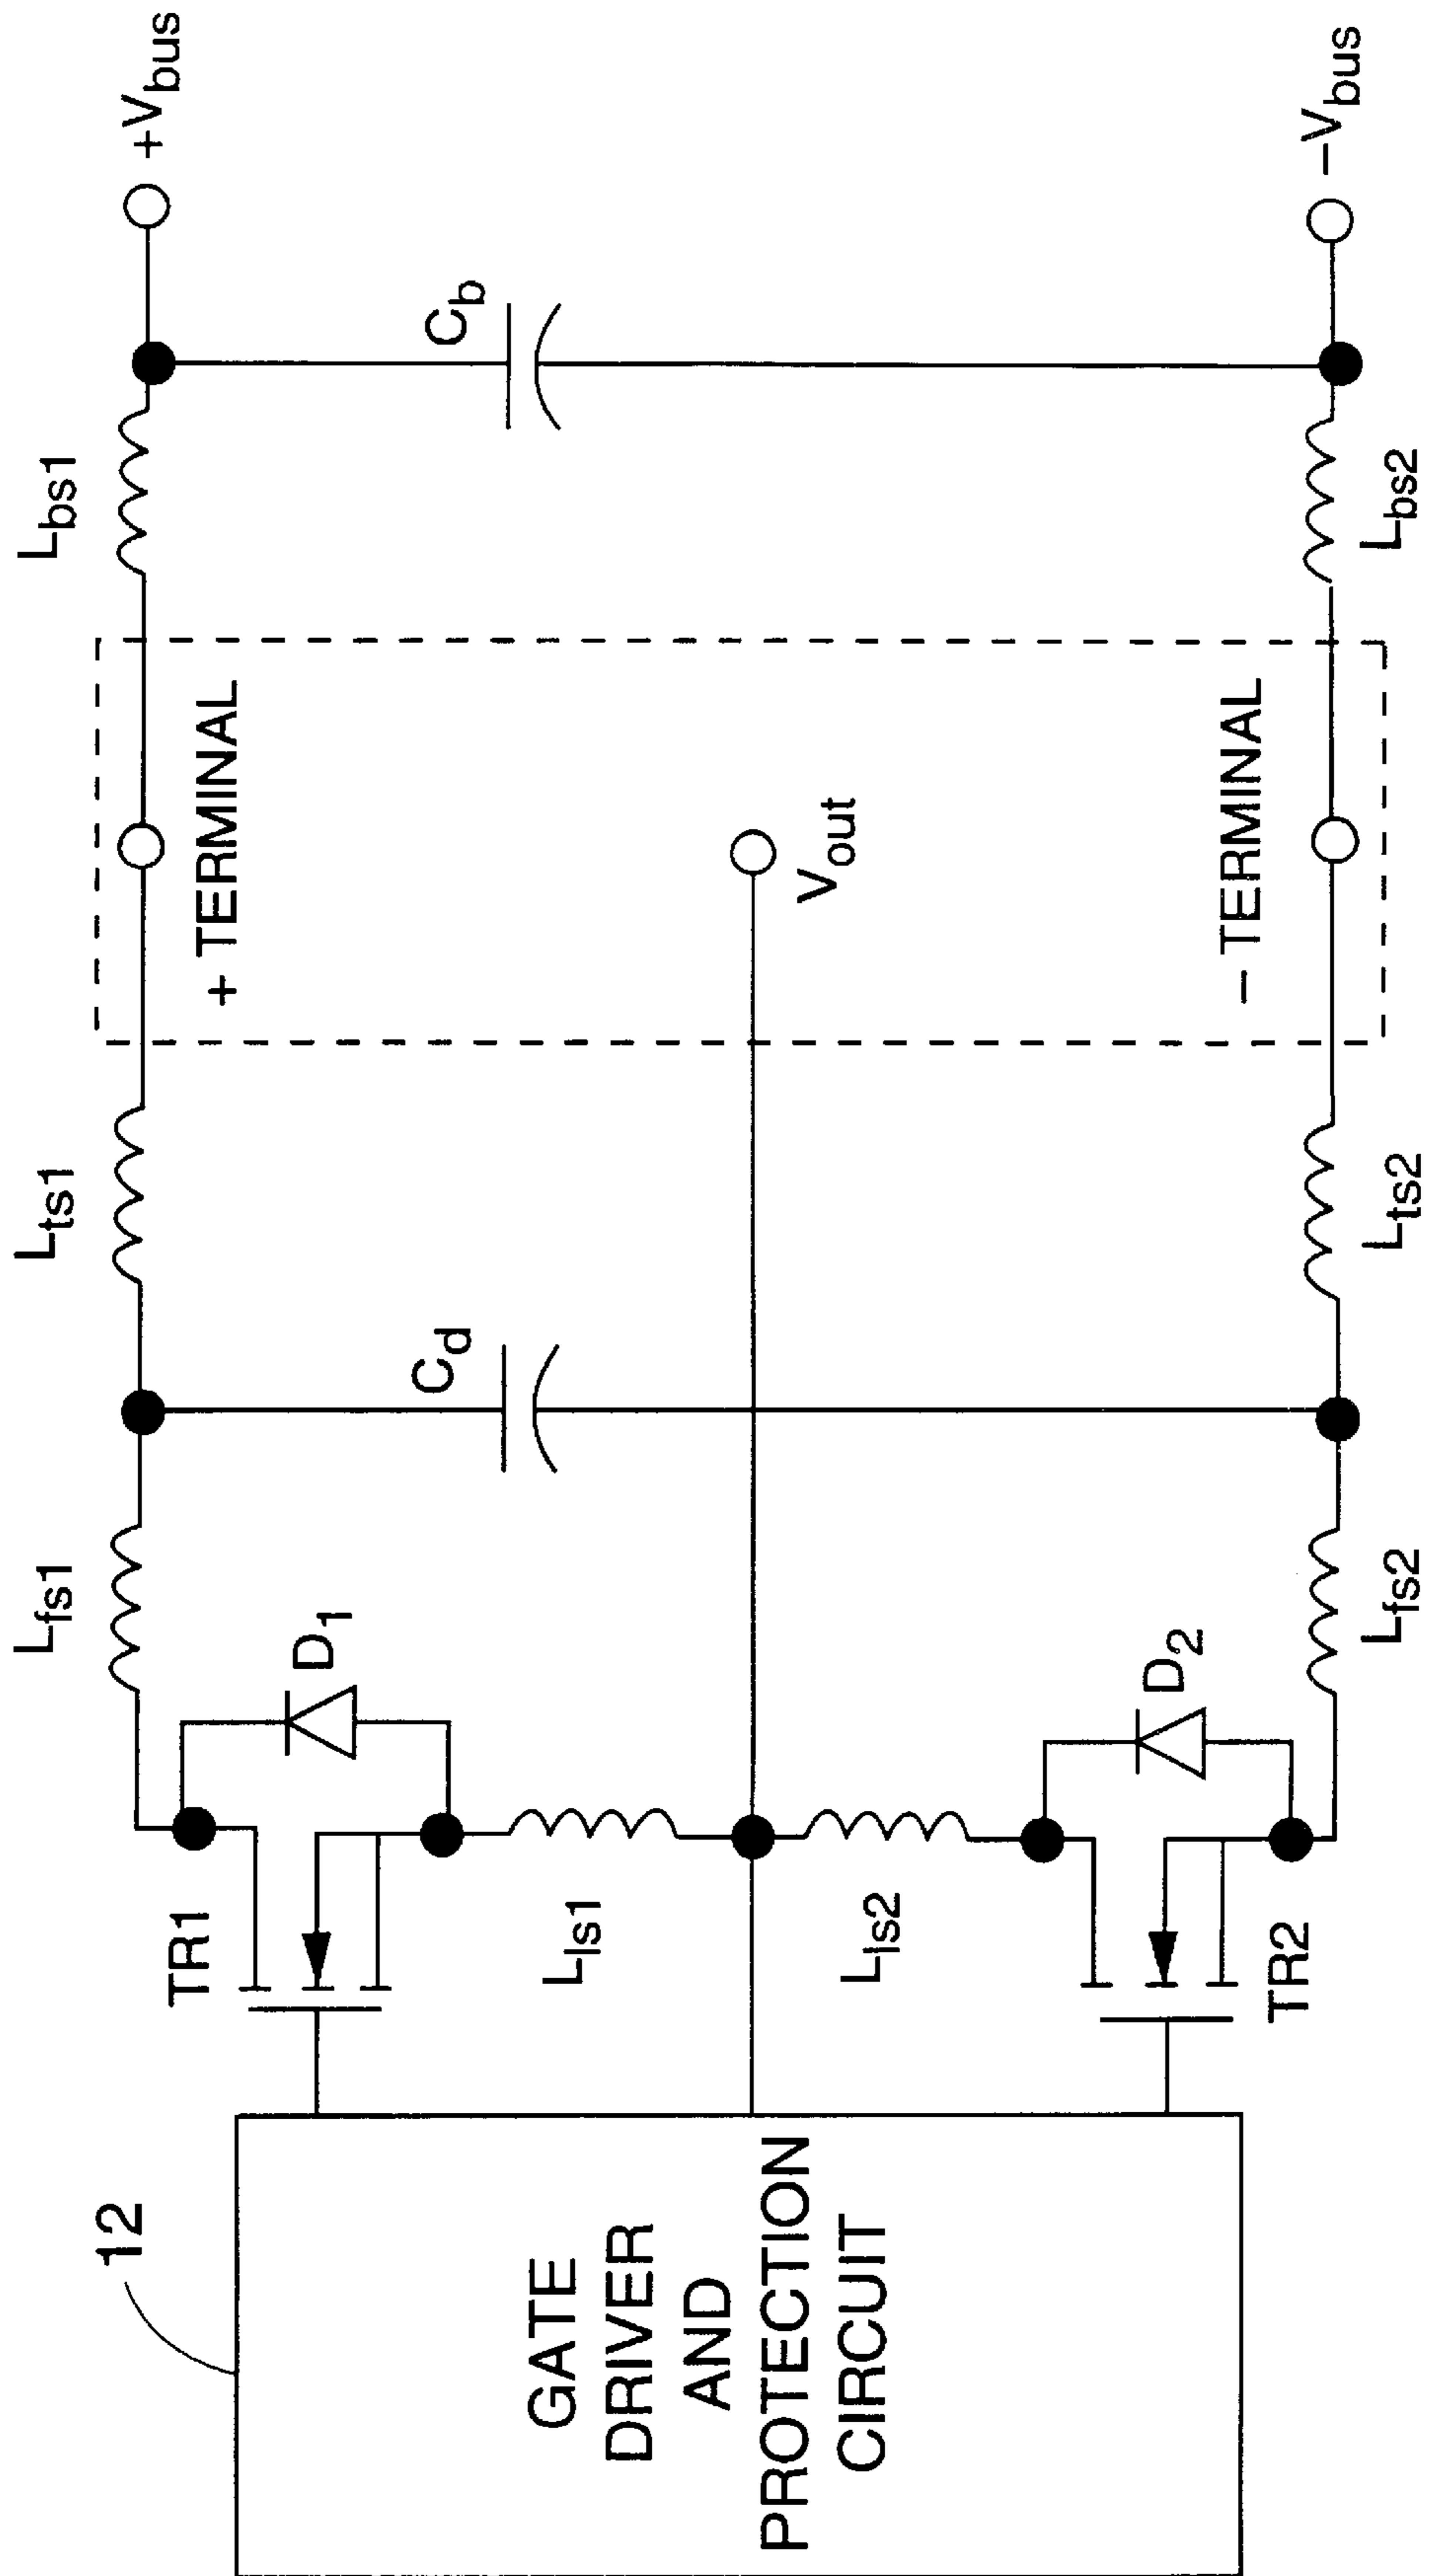 12
GATE
DRIVER
AND
PROTECTION
CIRCUIT
TR1
D1
Lfs1
Lls1
Lls2
TR2
D2
Lfs2
Cd
Lts1
Lts2
+ TERMINAL
Vout
− TERMINAL
Lbs1
Lbs2
Cb
+Vbus
−Vbus